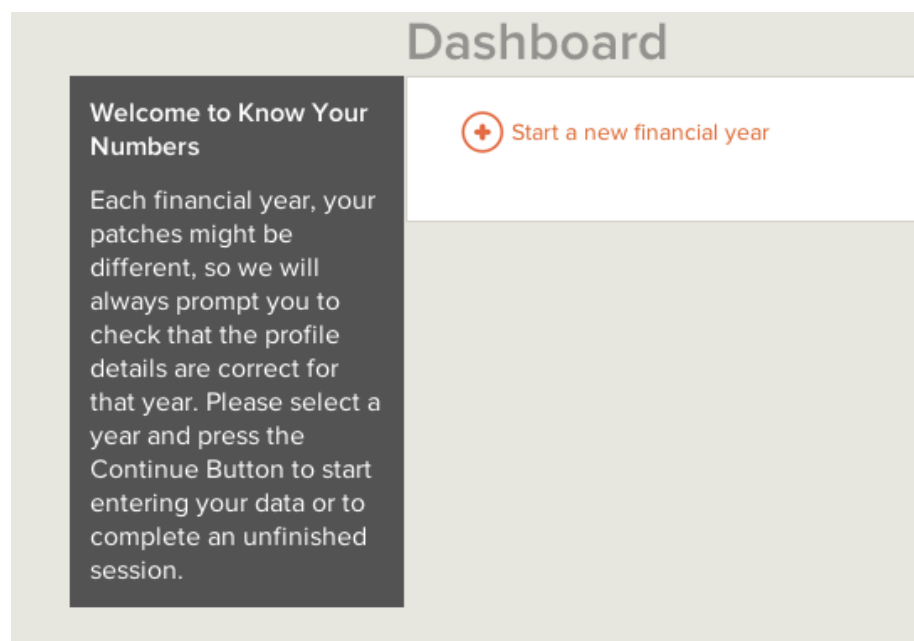 Dashboard
Welcome to Know Your
Numbers
Each financial year, your
patches might be
different, so we will
always prompt you to
check that the profile
details are correct for
that year. Please select a
year and press the
Continue Button to start
entering your data or to
complete an unfinished
session.
Start a new financial year